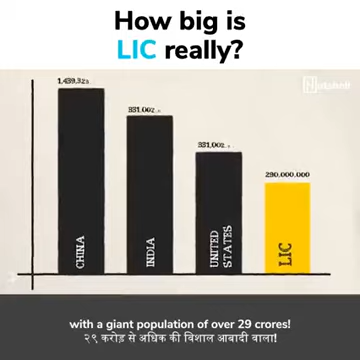 How big is
LIC really?
Nutshell
1,439,323
331,002
331,002
290,000,000
CHINA
INDIA
UNITED
STATES
LIC
with a giant population of over 29 crores!
२९ करोड़ से अधिक की विशाल आबादी वाला!